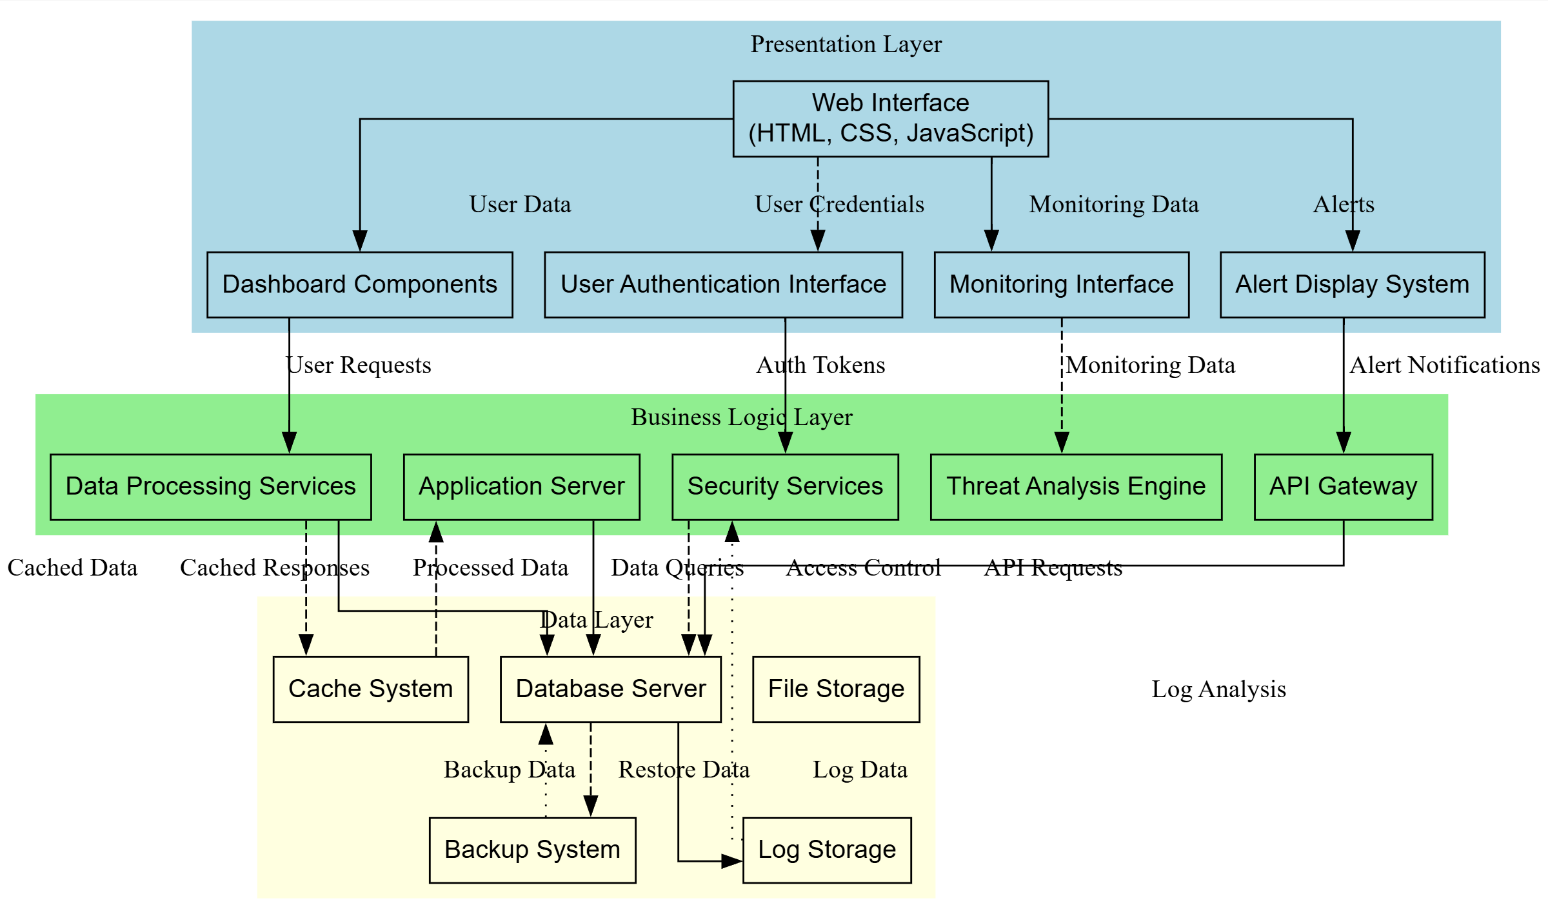 Presentation Layer
Web Interface
(HTML, CSS, JavaScript)
User Data
User Credentials
Monitoring Data
Alerts
Dashboard Components
User Authentication Interface
Monitoring Interface
Alert Display System
User Requests
Auth Tokens
Monitoring Data
Alert Notifications
Business Logic Layer
Data Processing Services
Application Server
Security Services
Threat Analysis Engine
API Gateway
Cached Data
Cached Responses
Processed Data
Data Queries
Access Control
API Requests
Data Layer
Cache System
Database Server
File Storage
Log Analysis
Backup Data
Restore Data
Log Data
Backup System
Log Storage